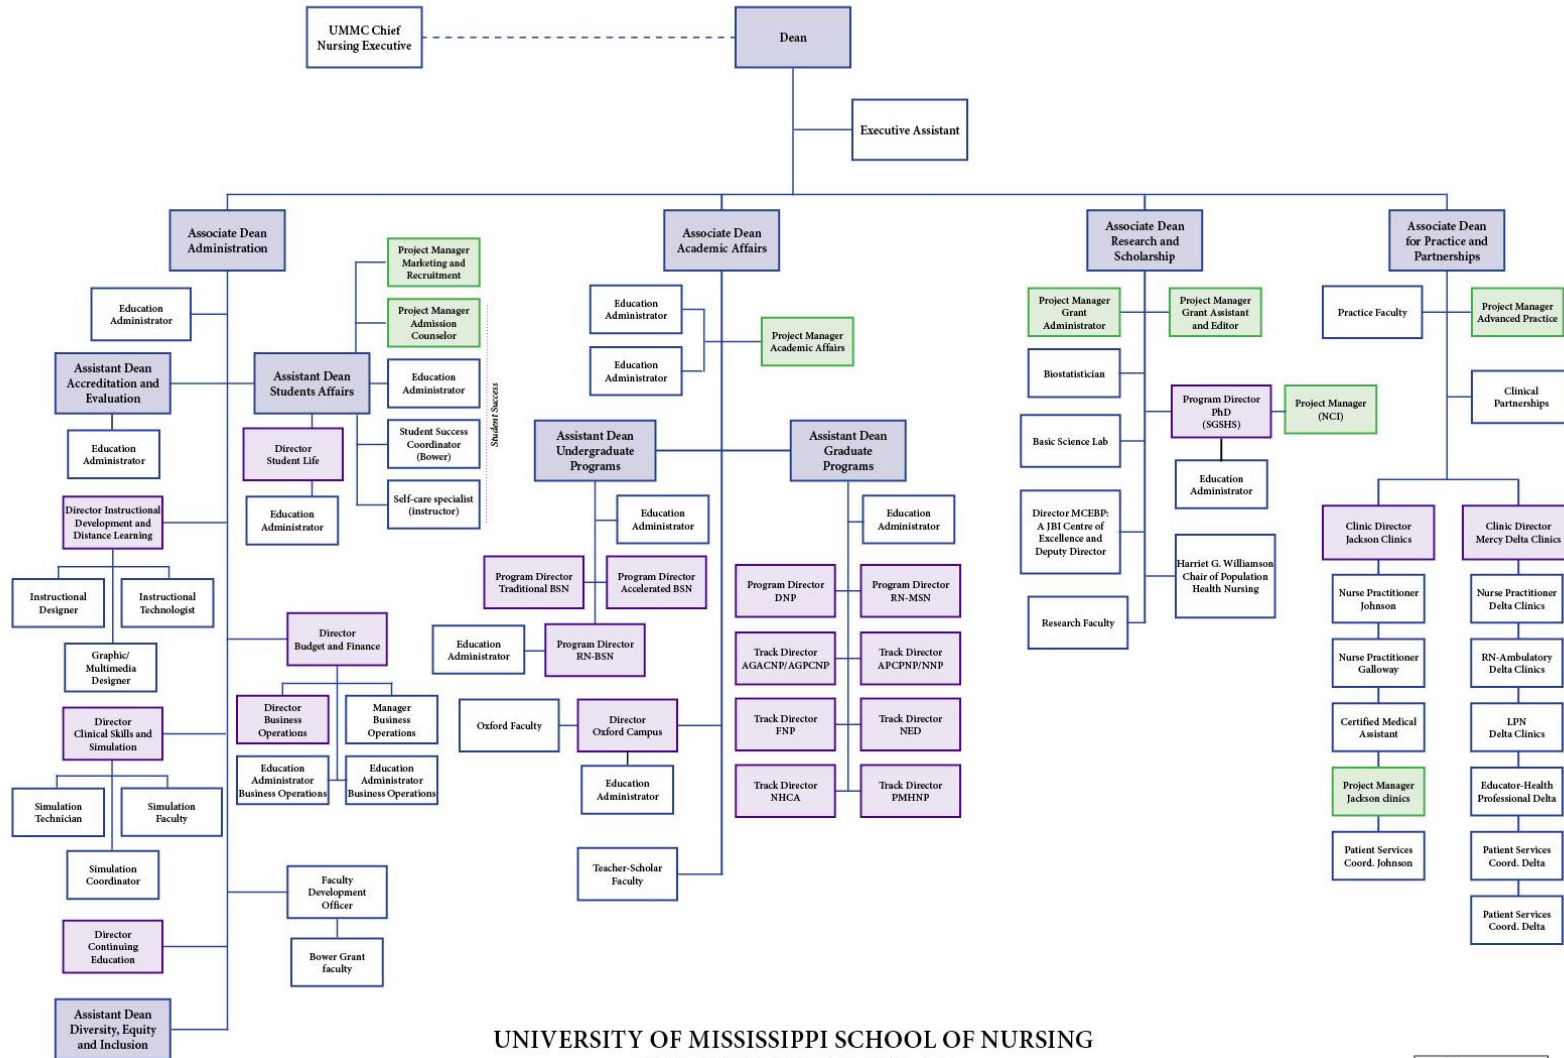 UMMC Chief
Nursing Executive
Dean
Executive Assistant
Associate Dean
Administration
Associate Dean
Academic Affairs
Associate Dean
Research and
Scholarship
Associate Dean
for Practice and
Partnerships
Education
Administrator
Project Manager
Marketing and
Recruitment
Project Manager
Admission
Counselor
Assistant Dean
Accreditation and
Evaluation
Assistant Dean
Students Affairs
Education
Administrator
Student Success
Education
Administrator
Director
Student Life
Student Success
Coordinator
(Bower)
Education
Administrator
Self-care specialist
(instructor)
Director Instructional
Development and
Distance Learning
Instructional
Designer
Instructional
Technologist
Graphic/
Multimedia
Designer
Director
Budget and Finance
Director
Business
Operations
Manager
Business
Operations
Education
Administrator
Business Operations
Education
Administrator
Business Operations
Director
Clinical Skills and
Simulation
Simulation
Technician
Simulation
Faculty
Simulation
Coordinator
Faculty
Development
Officer
Bower Grant
faculty
Director
Continuing
Education
Assistant Dean
Diversity, Equity
and Inclusion
Education
Administrator
Education
Administrator
Project Manager
Academic Affairs
Assistant Dean
Undergraduate
Programs
Assistant Dean
Graduate
Programs
Education
Administrator
Education
Administrator
Program Director
Traditional BSN
Program Director
Accelerated BSN
Education
Administrator
Program Director
RN-BSN
Oxford Faculty
Director
Oxford Campus
Education
Administrator
Teacher-Scholar
Faculty
Program Director
DNP
Program Director
RN-MSN
Track Director
AGACNP/AGPCNP
Track Director
APCPNP/NNP
Track Director
FNP
Track Director
NED
Track Director
NHCA
Track Director
PMHNP
Project Manager
Grant
Administrator
Project Manager
Grant Assistant
and Editor
Biostatistician
Program Director
PhD
(SGSHS)
Project Manager
(NCI)
Basic Science Lab
Education
Administrator
Director MCEBP:
A JBI Centre of
Excellence and
Deputy Director
Harriet G. Williamson
Chair of Population
Health Nursing
Research Faculty
Practice Faculty
Project Manager
Advanced Practice
Clinical
Partnerships
Clinic Director
Jackson Clinics
Clinic Director
Mercy Delta Clinics
Nurse Practitioner
Johnson
Nurse Practitioner
Delta Clinics
Nurse Practitioner
Galloway
RN-Ambulatory
Delta Clinics
Certified Medical
Assistant
LPN
Delta Clinics
Project Manager
Jackson clinics
Educator-Health
Professional Delta
Patient Services
Coord. Johnson
Patient Services
Coord. Delta
Patient Services
Coord. Delta
UNIVERSITY OF MISSISSIPPI SCHOOL OF NURSING